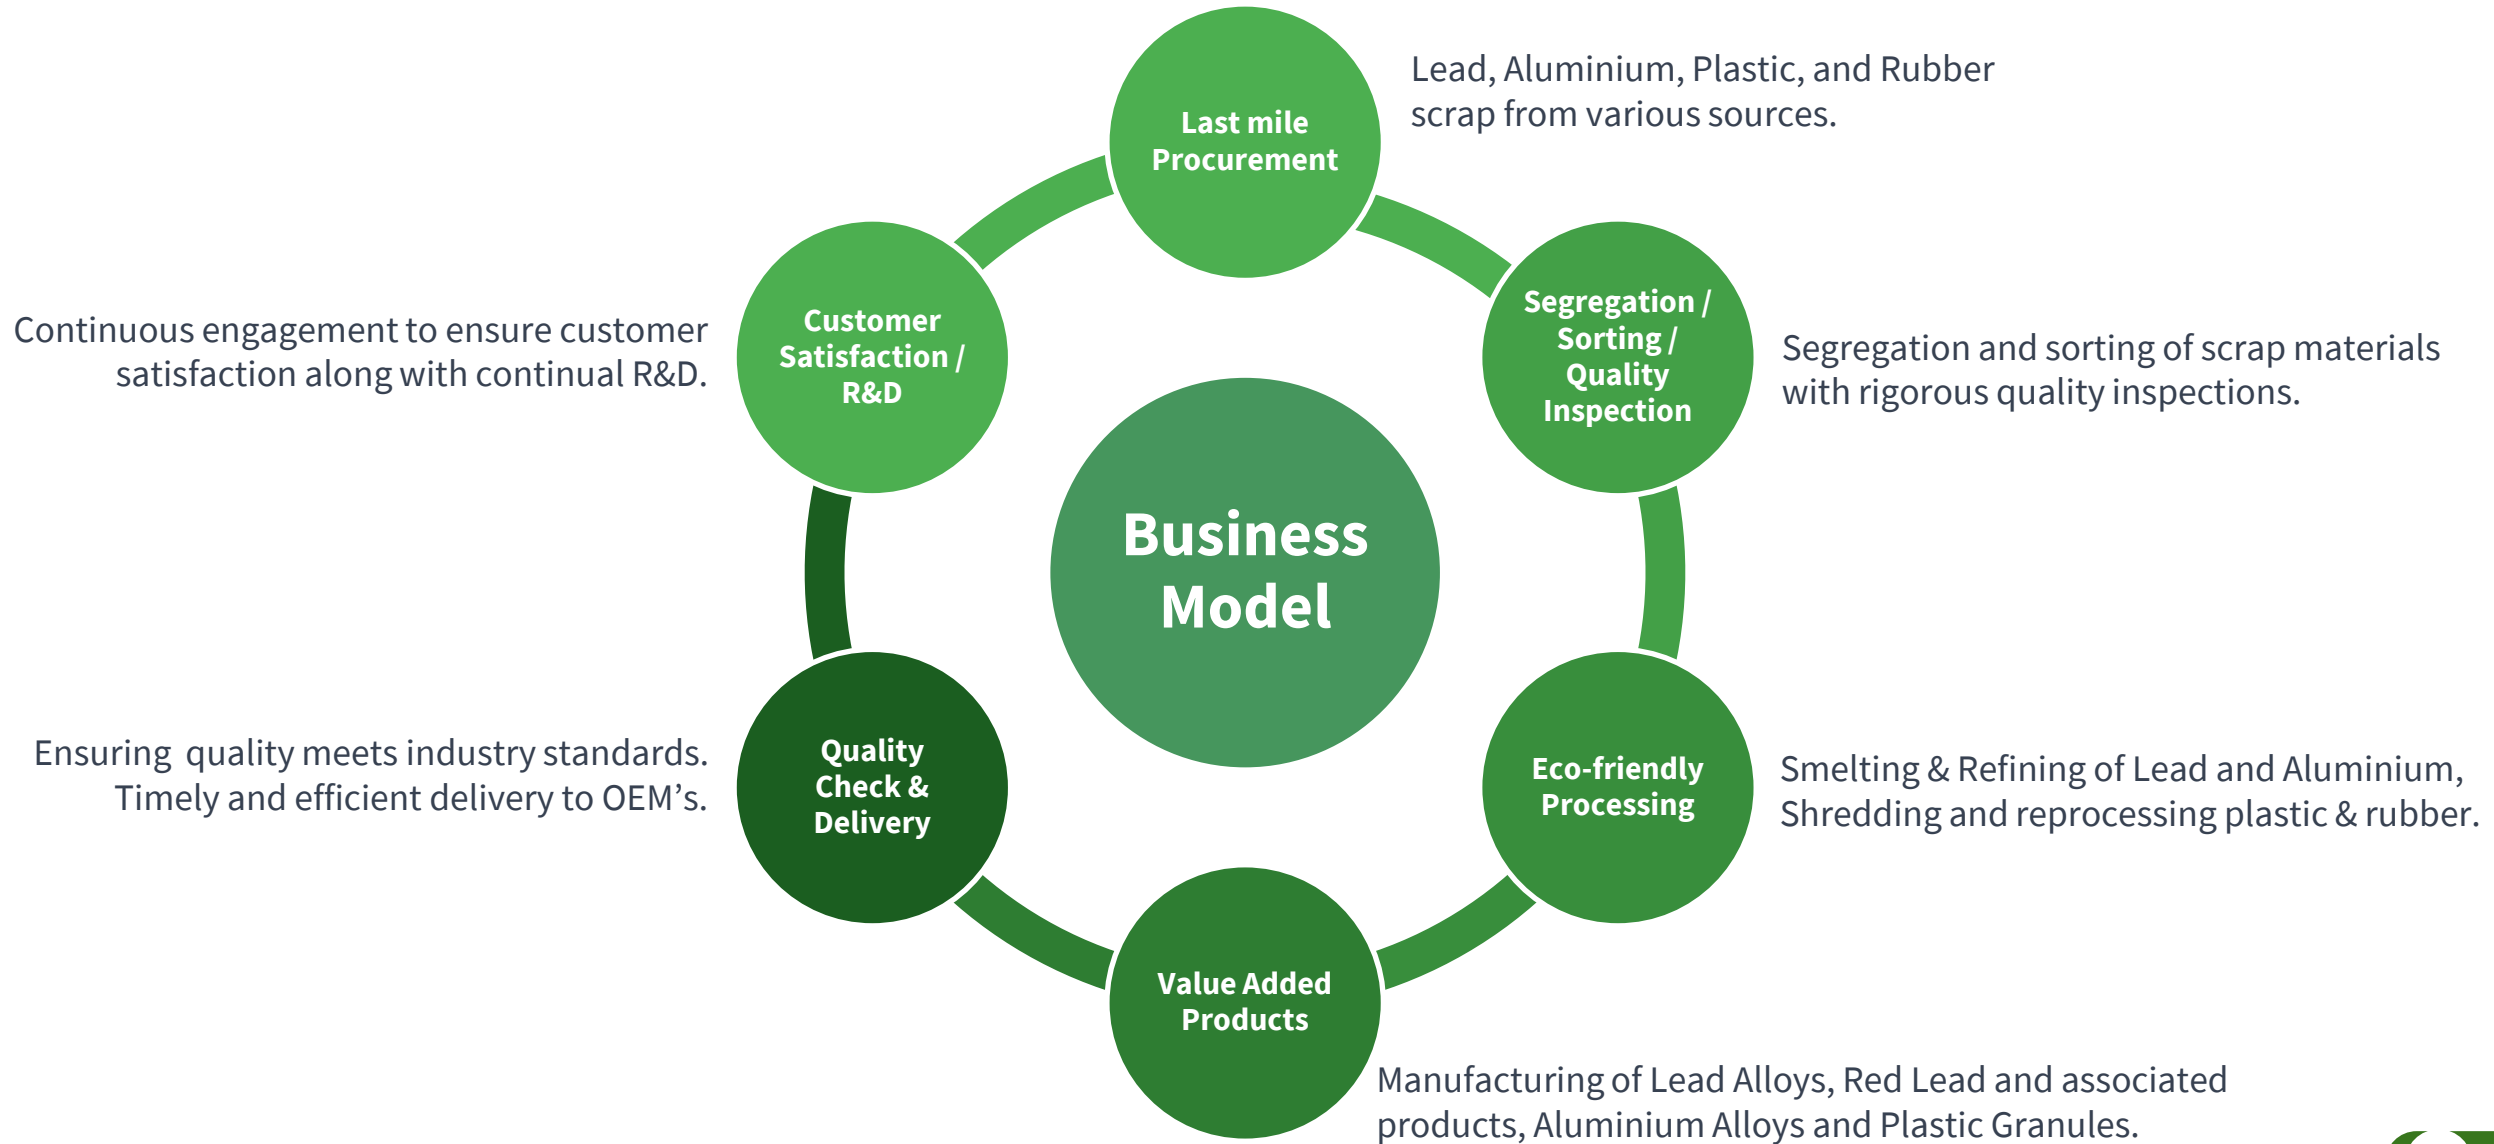 Last mile
Procurement
Lead, Aluminium, Plastic, and Rubber
scrap from various sources.
Segregation /
Sorting /
Quality
Inspection
Segregation and sorting of scrap materials
with rigorous quality inspections.
Eco-friendly
Processing
Smelting & Refining of Lead and Aluminium,
Shredding and reprocessing plastic & rubber.
Value Added
Products
Manufacturing of Lead Alloys, Red Lead and associated
products, Aluminium Alloys and Plastic Granules.
Quality
Check &
Delivery
Ensuring  quality meets industry standards.
Timely and efficient delivery to OEM’s.
Customer
Satisfaction /
R&D
Continuous engagement to ensure customer
satisfaction along with continual R&D.
Business
Model